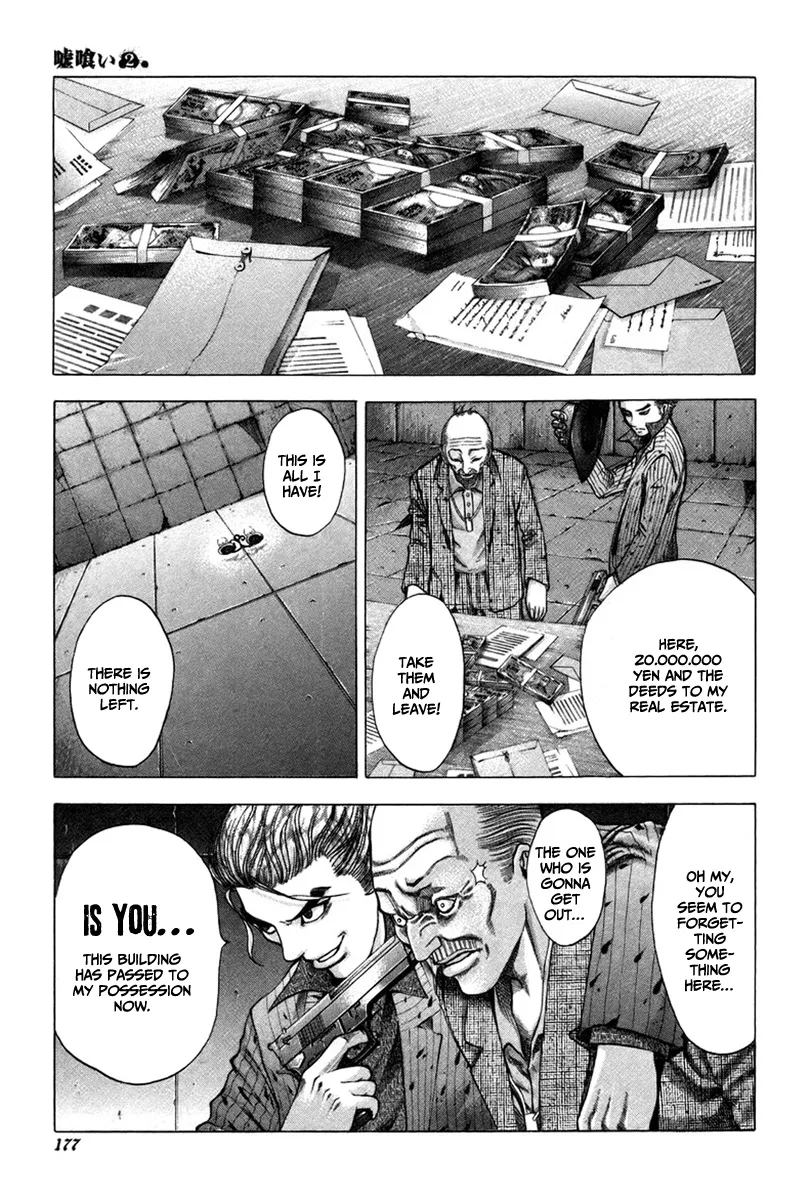 嘘喰い2.
HERE,
20.000.000
YEN AND THE
DEEDS TO MY
REAL ESTATE.
TAKE
THEM
AND
LEAVE!
THIS IS
ALL I
HAVE!
THERE IS
NOTHING
LEFT.
OH MY,
YOU
SEEM TO
FORGET-
TING
SOME-
THING
HERE...
THE ONE
WHO IS
GONNA
GET
OUT...
IS YOU...
THIS BUILDING
HAS PASSED TO
MY POSSESSION
NOW.
177